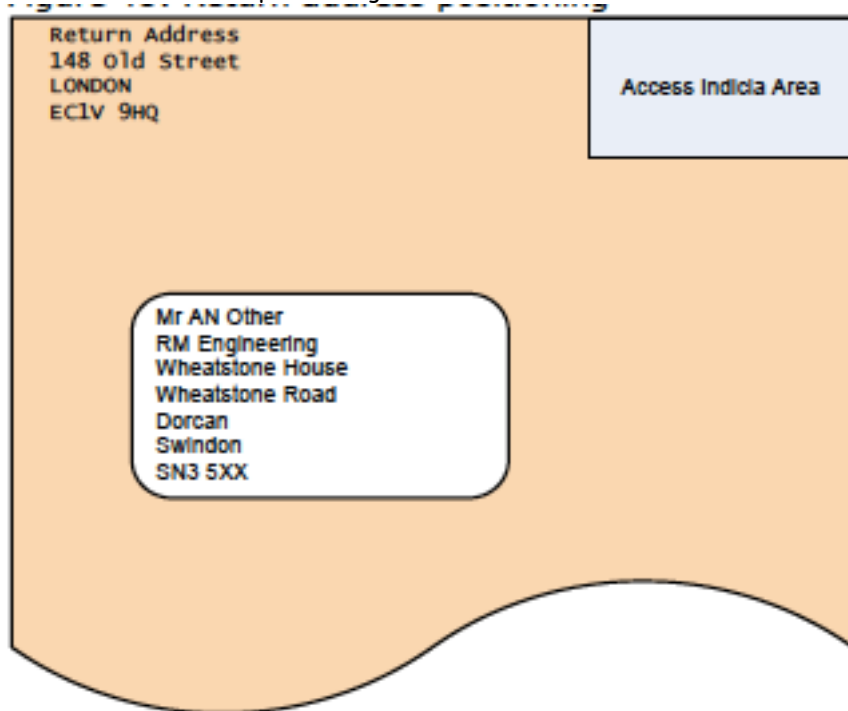 Return Address
148 Old Street
LONDON
EC1V 9HQ
Access Indicia Area
Mr AN Other
RM Engineering
Wheatstone House
Wheatstone Road
Dorcan
Swindon
SN3 5XX